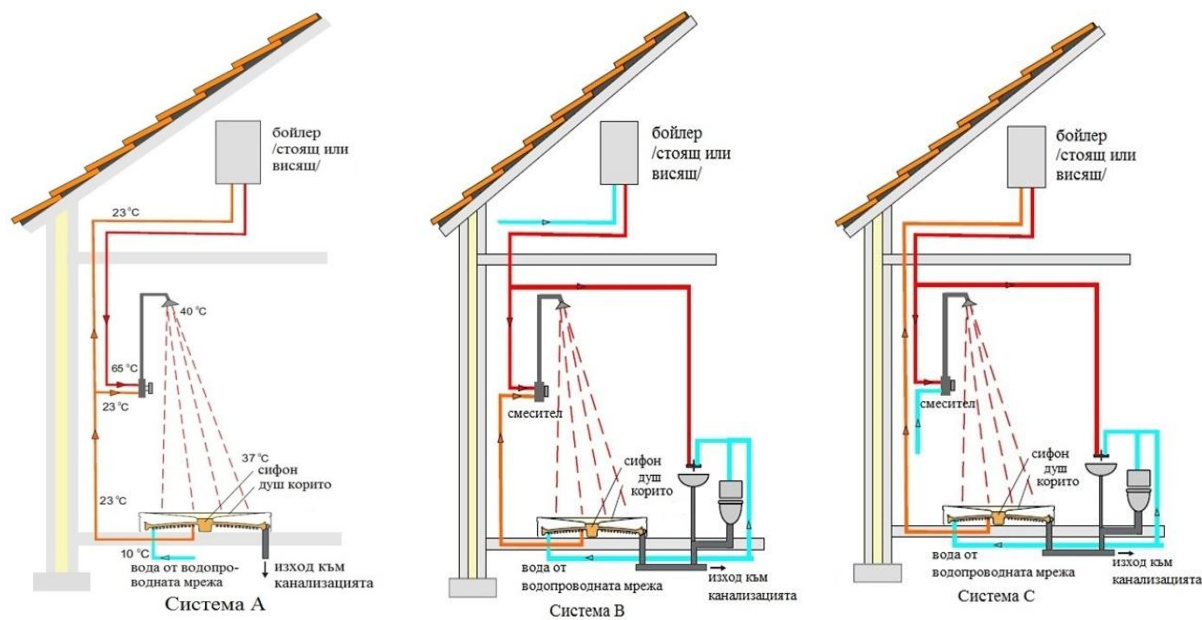 бойлер
/стоящ или
висящ/
23 °C
40 °C
65 °C
23 °C
37 °C
сифон
душ корито
23 °C
10 °C
вода от водопро-
водната мрежа
изход към
канализацията
Система А
бойлер
/стоящ или
висящ/
смесител
сифон
душ
корито
вода от
водопроводната мрежа
изход към
канализацията
Система В
бойлер
/стоящ или
висящ/
смесител
сифон
душ
корито
вода от
водопроводната мрежа
изход към
канализацията
Система С